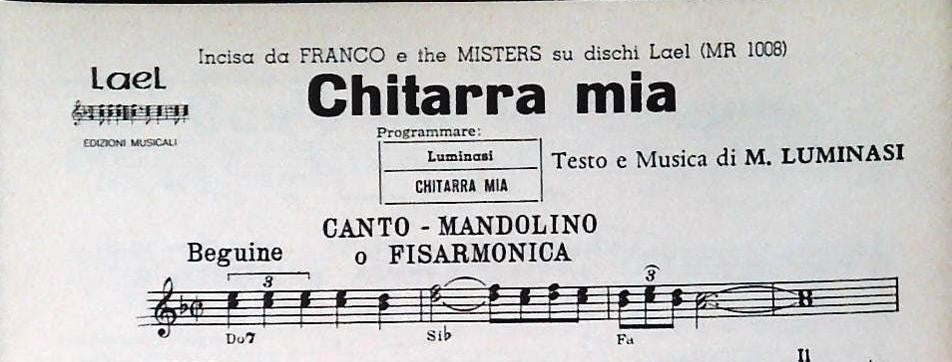 Incisa da FRANCO e the MISTERS su dischi Lael (MR 1008)
LaeL
EDIZIONI MUSICALI
Chitarra mia
Programmare:
Luminasi
CHITARRA MIA
Testo e Musica di M. LUMINASI
CANTO - MANDOLINO
o FISARMONICA
Beguine
3
3
Do7
Sib
Fa
Il